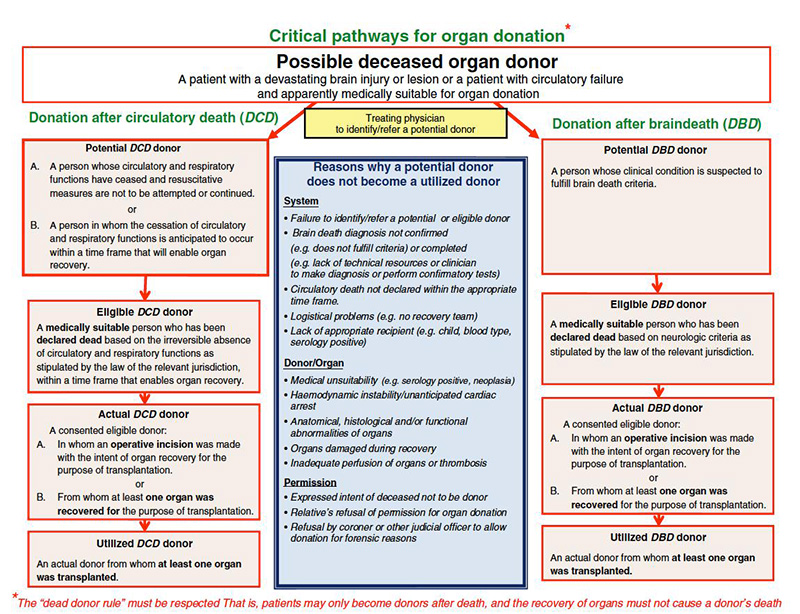 Critical pathways for organ donation*
Possible deceased organ donor
A patient with a devastating brain injury or lesion or a patient with circulatory failure
and apparently medically suitable for organ donation
Donation after circulatory death (DCD)
Treating physician
to identify/refer a potential donor
Donation after braindeath (DBD)
Potential DCD donor
A. A person whose circulatory and respiratory
functions have ceased and resuscitative
measures are not to be attempted or continued.
or
B. A person in whom the cessation of circulatory
and respiratory functions is anticipated to occur
within a time frame that will enable organ
recovery.
Eligible DCD donor
A medically suitable person who has been
declared dead based on the irreversible absence
of circulatory and respiratory functions as
stipulated by the law of the relevant jurisdiction,
within a time frame that enables organ recovery.
Actual DCD donor
A consented eligible donor:
A. In whom an operative incision was made
with the intent of organ recovery for the
purpose of transplantation.
or
B. From whom at least one organ was
recovered for the purpose of transplantation.
Utilized DCD donor
An actual donor from whom at least one organ
was transplanted.
Reasons why a potential donor
does not become a utilized donor
System
• Failure to identify/refer a potential or eligible donor
• Brain death diagnosis not confirmed
(e.g. does not fulfill criteria) or completed
(e.g. lack of technical resources or clinician
to make diagnosis or perform confirmatory tests)
• Circulatory death not declared within the appropriate
time frame.
• Logistical problems (e.g. no recovery team)
• Lack of appropriate recipient (e.g. child, blood type,
serology positive)
Donor/Organ
• Medical unsuitability (e.g. serology positive, neoplasia)
• Haemodynamic instability/unanticated cardiac
arrest
• Anatomical, histological and/or functional
abnormalities of organs
• Organs damaged during recovery
• Inadequate perfusion of organs or thrombosis
Permission
• Expressed intent of deceased not to be donor
• Relative's refusal of permission for organ donation
• Refusal by coroner or other judicial officer to allow
donation for forensic reasons
Potential DBD donor
A person whose clinical condition is suspected to
fulfill brain death criteria.
Eligible DBD donor
A medically suitable person who has been
declared dead based on neurologic criteria as
stipulated by the law of the relevant jurisdiction.
Actual DBD donor
A consented eligible donor:
A. In whom an operative incision was made
with the intent of organ recovery for the
purpose of transplantation.
or
B. From whom at least one organ was
recovered for the purpose of transplantation.
Utilized DBD donor
An actual donor from whom at least one organ
was transplanted.
*The "dead donor rule" must be respected That is, patients may only become donors after death, and the recovery of organs must not cause a donor's death